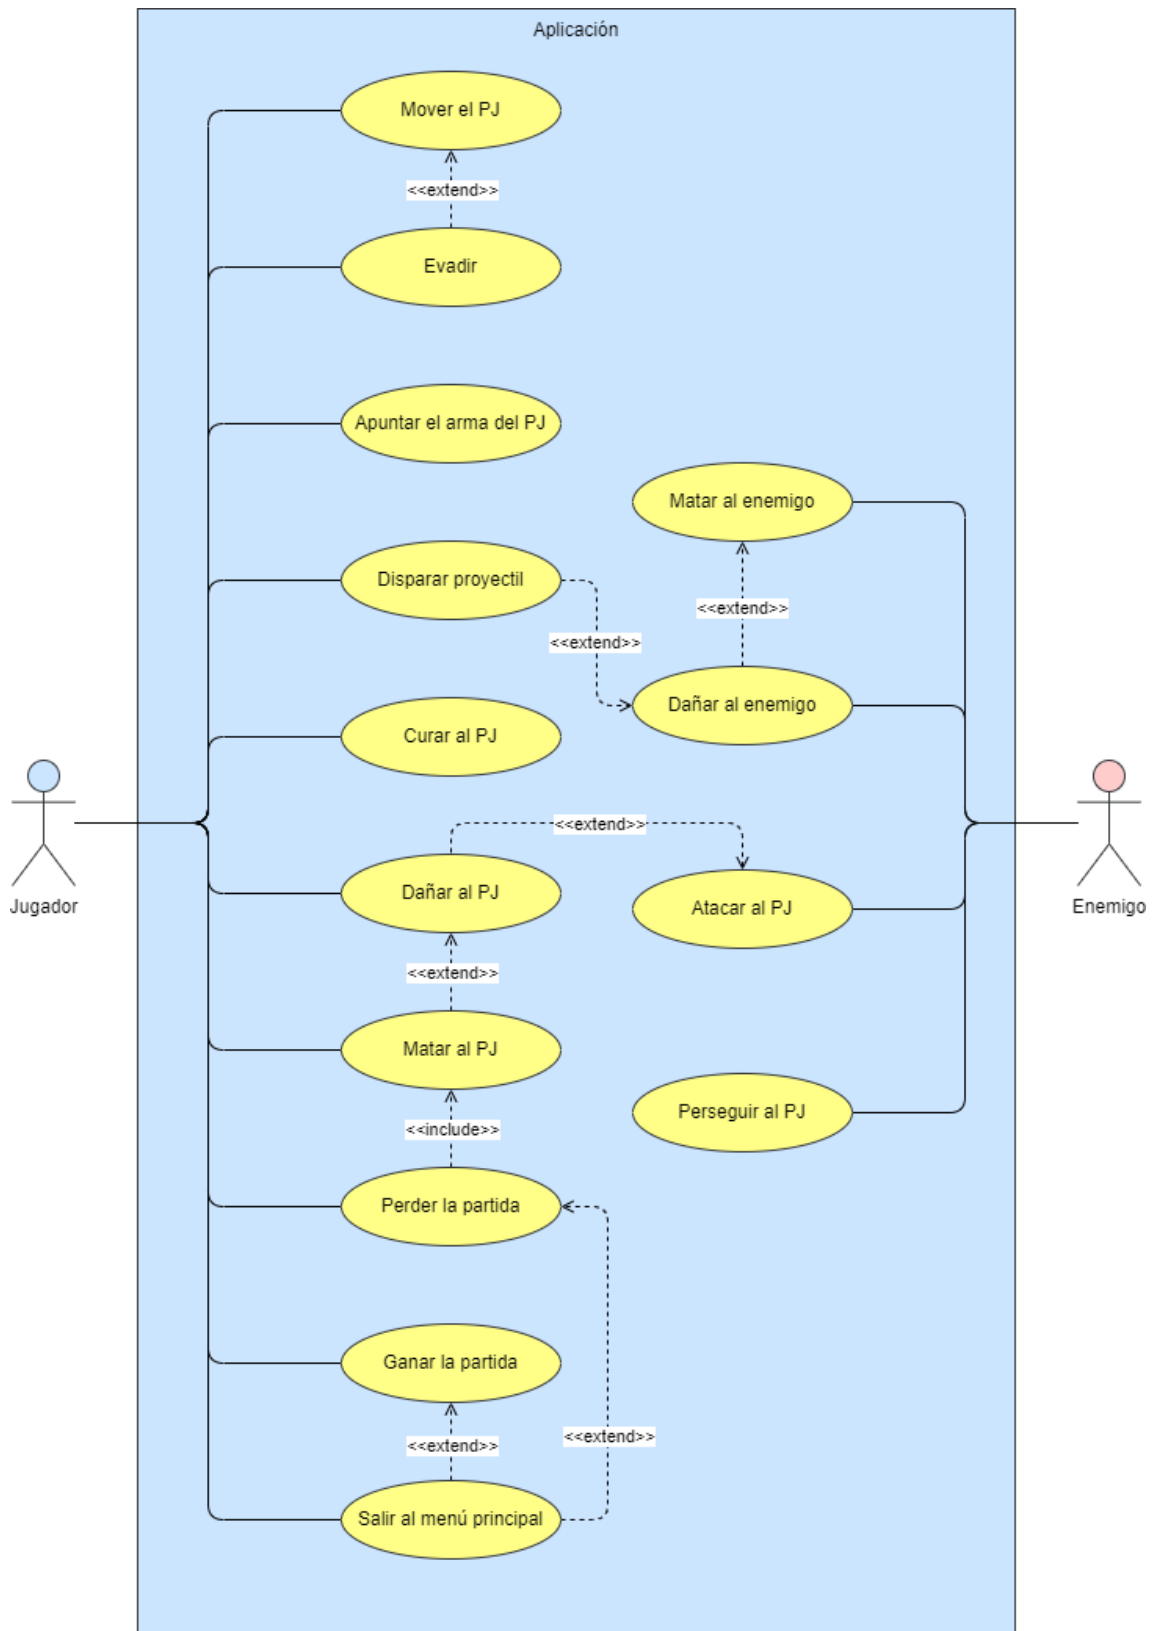 Aplicación
Mover el PJ
<<extend>>
Evadir
Apuntar el arma del PJ
Matar al enemigo
Disparar proyectil
<<extend>>
<<extend>>
Dañar al enemigo
Curar al PJ
<<extend>>
Dañar al PJ
Atacar al PJ
Jugador
Enemigo
<<extend>>
Matar al PJ
Perseguir al PJ
<<include>>
Perder la partida
Ganar la partida
<<extend>>
<<extend>>
Salir al menú principal